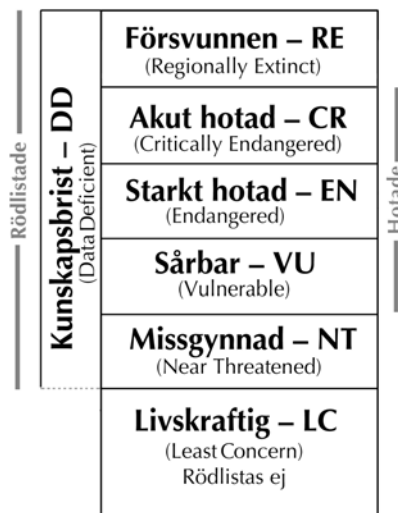 Rödlistade
Kunskapsbrist – DD
(Data Deficient)
Försvunnen – RE
(Regionally Extinct)
Akut hotad – CR
(Critically Endangered)
Starkt hotad – EN
(Endangered)
Sårbar – VU
(Vulnerable)
Missgynnad – NT
(Near Threatened)
Livskraftig – LC
(Least Concern)
Rödlistas ej
Hotade